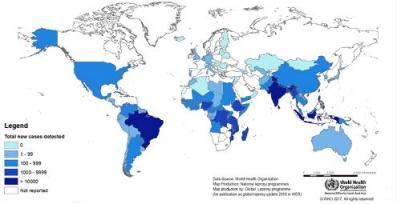 Legend
Total new cases detected
0
1 - 99
100 - 999
1000 - 9999
> 10000
Not reported
Data Source: World Health Organization
Map Production: National leprosy programmes
Map production by: Global Leprosy programme
World Health
Organization
© WHO 2017. All rights reserved